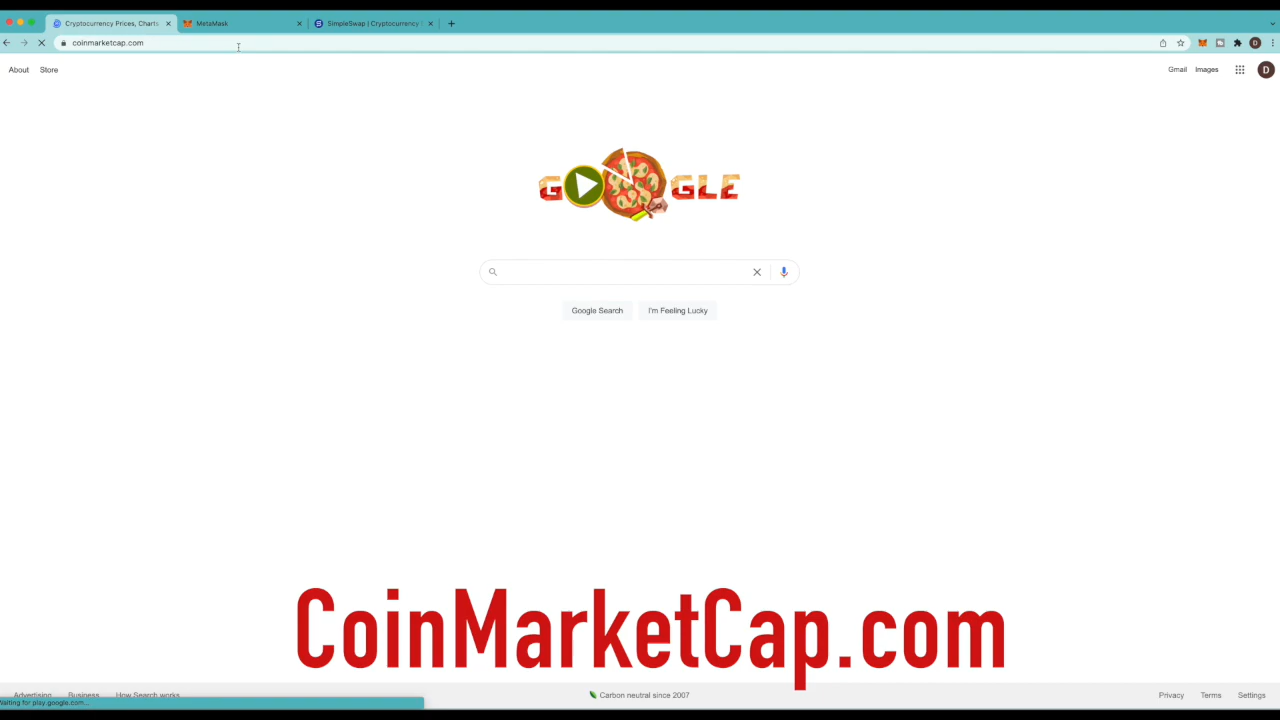 Cryptocurrency Prices, Charts
MetaMask
SimpleSwap | Cryptocurrency
coinmarketcap.com
D
About
Store
Gmail
Images
D
GOOGLE
Google Search
I'm Feeling Lucky
CoinMarketCap.com
Advertising
Business
How Search works
Carbon neutral since 2007
Privacy
Terms
Settings
Waiting for play.google.com...